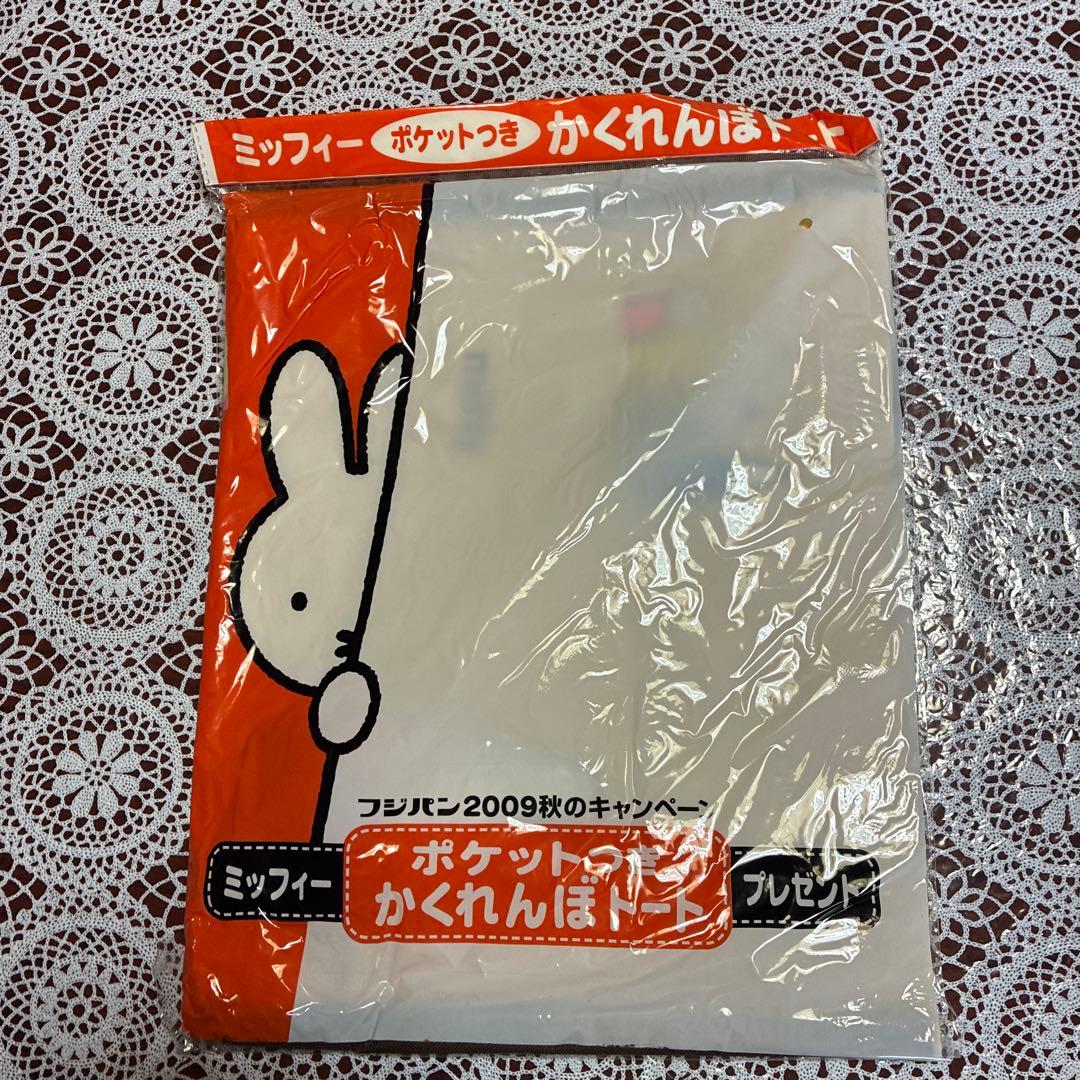 ミッフィー ポケットつき かくれんぼトート
フジパン2009秋のキャンペーン
ミッフィー
ポケットつき
かくれんぼトート
プレゼント